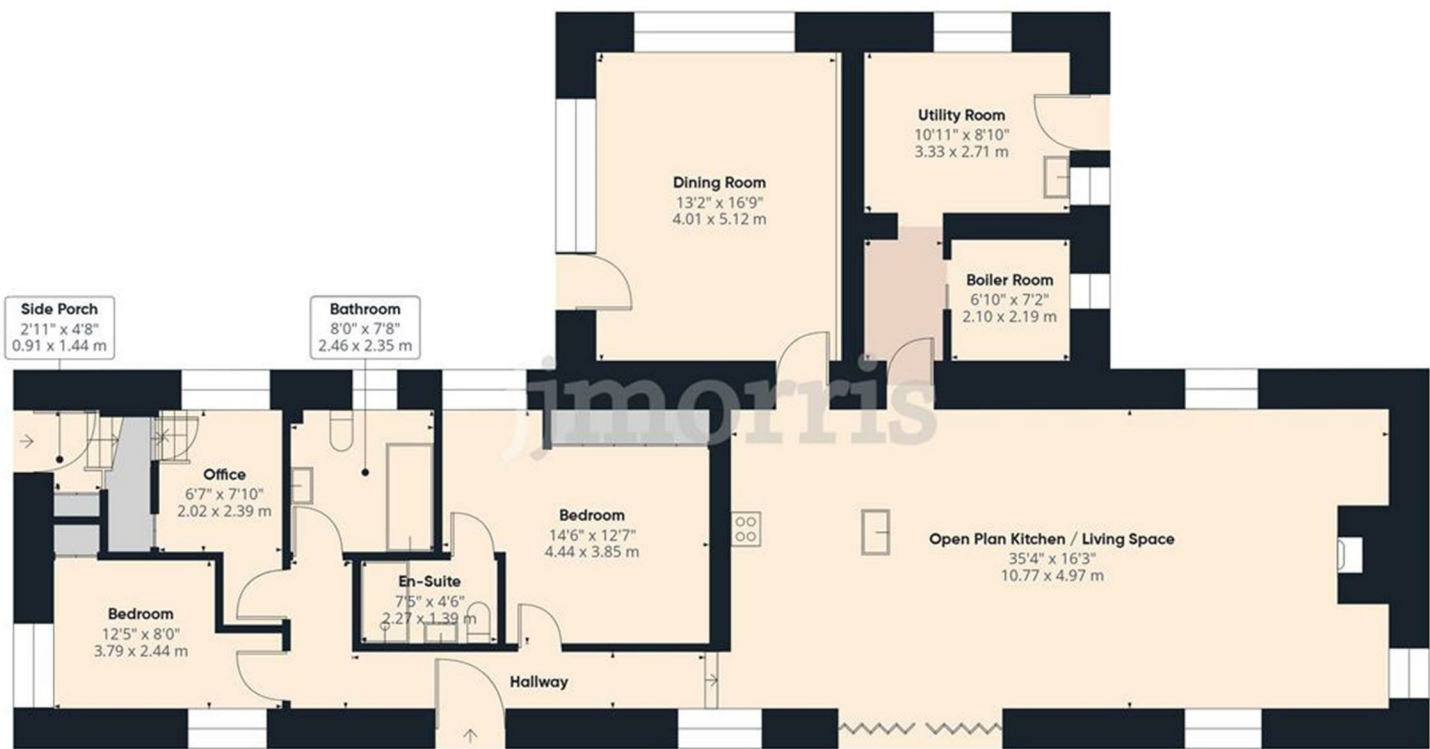 Dining Room
13'2" x 16'9"
4.01 x 5.12 m
Utility Room
10'11" x 8'10"
3.33 x 2.71 m
Boiler Room
6'10" x 7'2"
2.10 x 2.19 m
Side Porch
2'11" x 4'8"
0.91 x 1.44 m
Bathroom
8'0" x 7'8"
2.46 x 2.35 m
jjmorris
Office
6'7" x 7'10"
2.02 x 2.39 m
Bedroom
14'6" x 12'7"
4.44 x 3.85 m
Open Plan Kitchen / Living Space
35'4" x 16'3"
10.77 x 4.97 m
En-Suite
7'5" x 4'6"
2.27 x 1.39 m
Bedroom
12'5" x 8'0"
3.79 x 2.44 m
Hallway